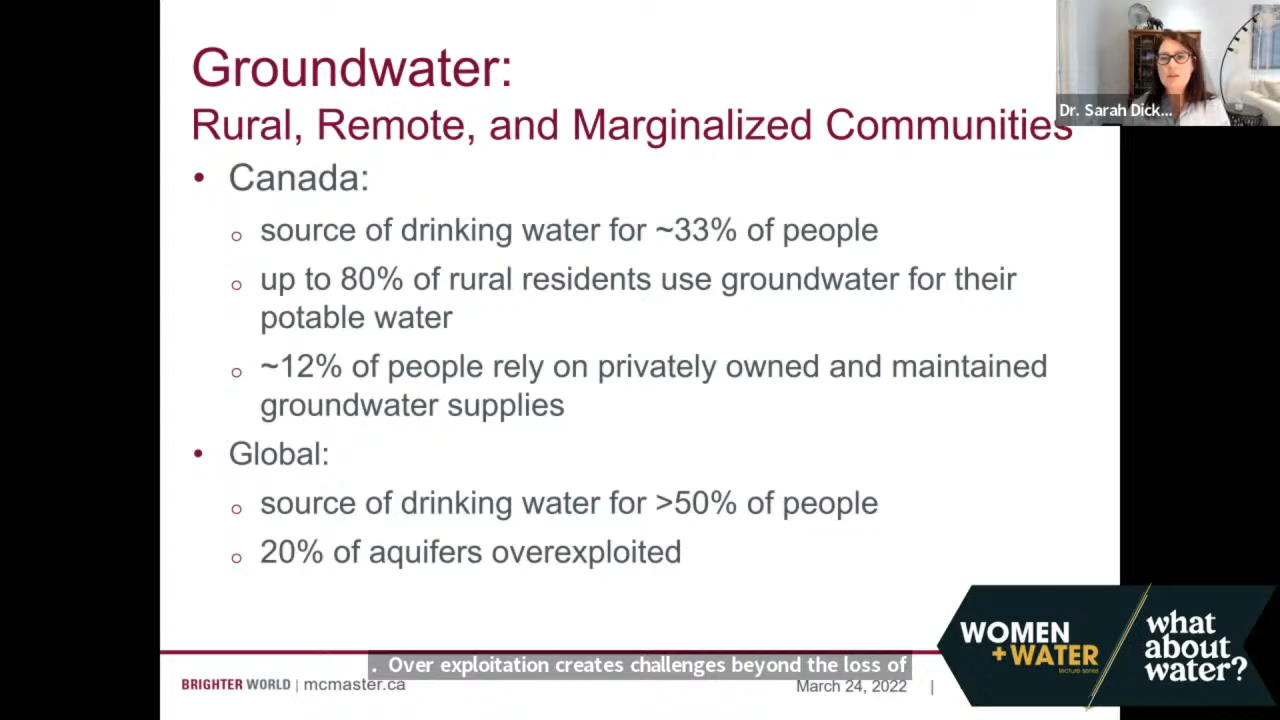 Groundwater:
Rural, Remote, and Marginalized Communities
Dr. Sarah Dick...
• Canada:
o source of drinking water for ~33% of people
o up to 80% of rural residents use groundwater for their
potable water
o ~12% of people rely on privately owned and maintained
groundwater supplies
• Global:
o source of drinking water for >50% of people
o 20% of aquifers overexploited
WOMEN
+WATER
lecture series
what
about
water?
. Over exploitation creates challenges beyond the loss of
BRIGHTER WORLD | mcmaster.ca
March 24, 2022 |